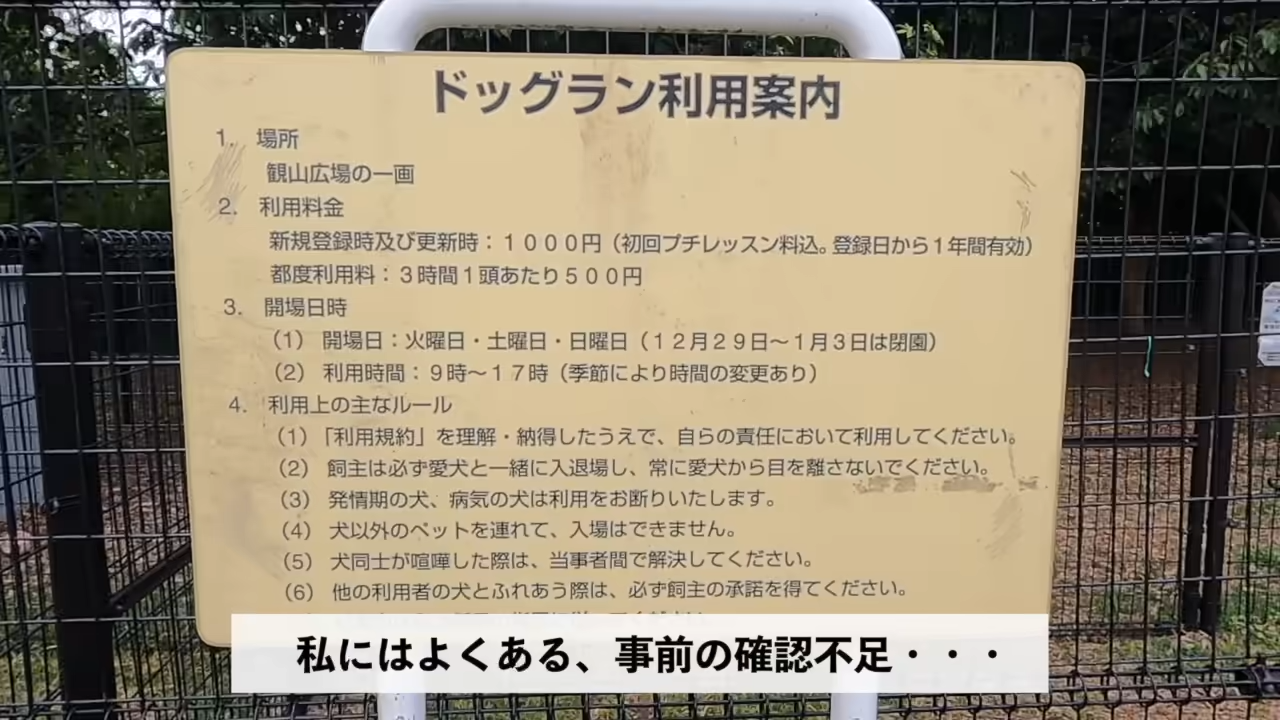 ドッグラン利用案内
1. 場所
観山広場の一画
2. 利用料金
新規登録時及び更新時：１０００円（初回プチレッスン料込。登録日から１年間有効）
都度利用料：３時間１頭あたり５００円
3. 開場日時
（1） 開場日：火曜日・土曜日・日曜日（１２月２９日～１月３日は閉園）
（2） 利用時間：９時～１７時（季節により時間の変更あり）
4. 利用上の主なルール
（1）「利用規約」を理解・納得したうえで、自らの責任において利用してください。
（2） 飼主は必ず愛犬と一緒に入退場し、常に愛犬から目を離さないでください。
（3） 発情期の犬、病気の犬は利用をお断りいたします。
（4） 犬以外のペットを連れて、入場はできません。
（5） 犬同士が喧嘩した際は、当事者間で解決してください。
（6） 他の利用者の犬とふれあう際は、必ず飼主の承諾を得てください。
私にはよくある、事前の確認不足・・・